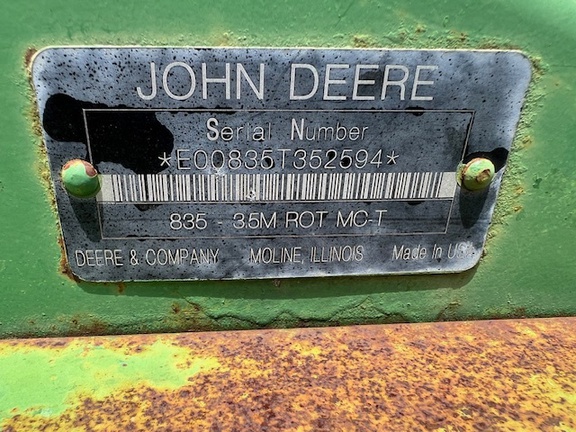 JOHN DEERE
Serial Number
*E00835T352594*
835 - 3.5M ROT MC-T
DEERE & COMPANY MOLINE, ILLINOIS Made In USA